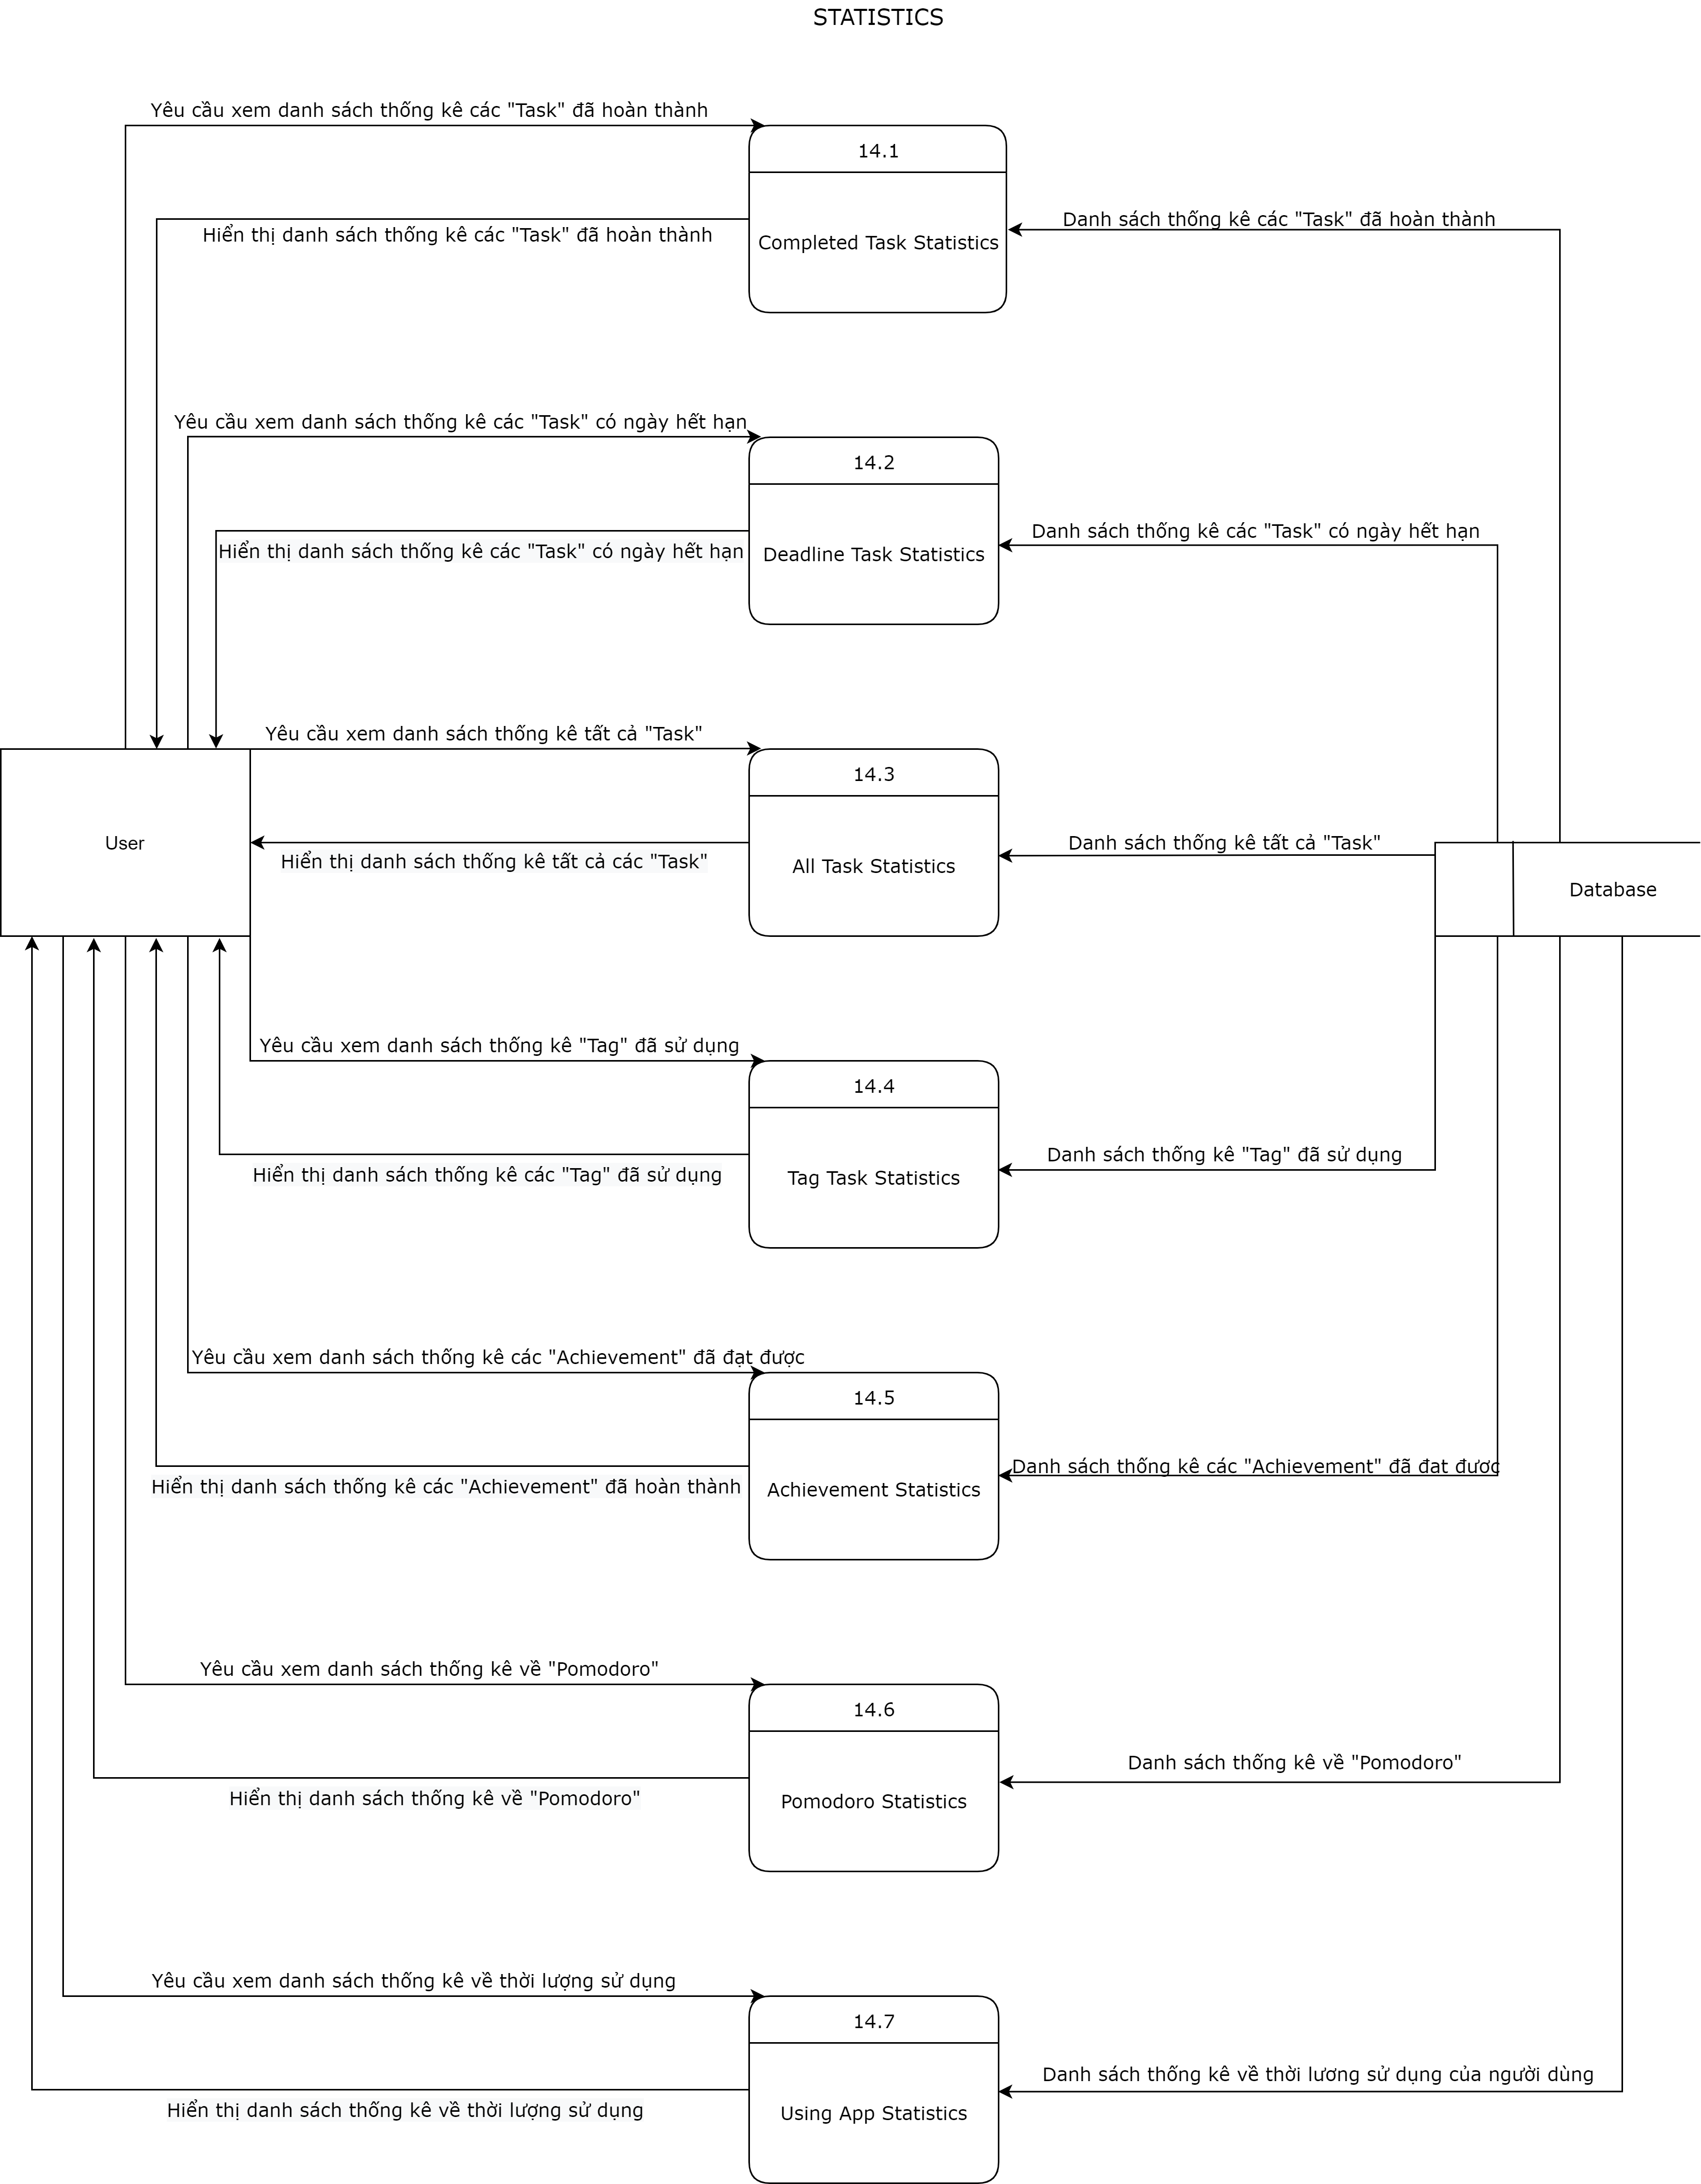 STATISTICS
Yêu cầu xem danh sách thống kê các "Task" đã hoàn thành
14.1
Hiển thị danh sách thống kê các "Task" đã hoàn thành
Completed Task Statistics
Danh sách thống kê các "Task" đã hoàn thành
Yêu cầu xem danh sách thống kê các "Task" có ngày hết hạn
14.2
Hiển thị danh sách thống kê các "Task" có ngày hết hạn
Deadline Task Statistics
Danh sách thống kê các "Task" có ngày hết hạn
Yêu cầu xem danh sách thống kê tất cả "Task"
14.3
User
Hiển thị danh sách thống kê tất cả các "Task"
All Task Statistics
Danh sách thống kê tất cả "Task"
Database
Yêu cầu xem danh sách thống kê "Tag" đã sử dụng
14.4
Hiển thị danh sách thống kê các "Tag" đã sử dụng
Tag Task Statistics
Danh sách thống kê "Tag" đã sử dụng
Yêu cầu xem danh sách thống kê các "Achievement" đã đạt được
14.5
Hiển thị danh sách thống kê các "Achievement" đã hoàn thành
Achievement Statistics
Danh sách thống kê các "Achievement" đã đạt được
Yêu cầu xem danh sách thống kê về "Pomodoro"
14.6
Hiển thị danh sách thống kê về "Pomodoro"
Pomodoro Statistics
Danh sách thống kê về "Pomodoro"
Yêu cầu xem danh sách thống kê về thời lượng sử dụng
14.7
Hiển thị danh sách thống kê về thời lượng sử dụng
Using App Statistics
Danh sách thống kê về thời lương sử dụng của người dùng